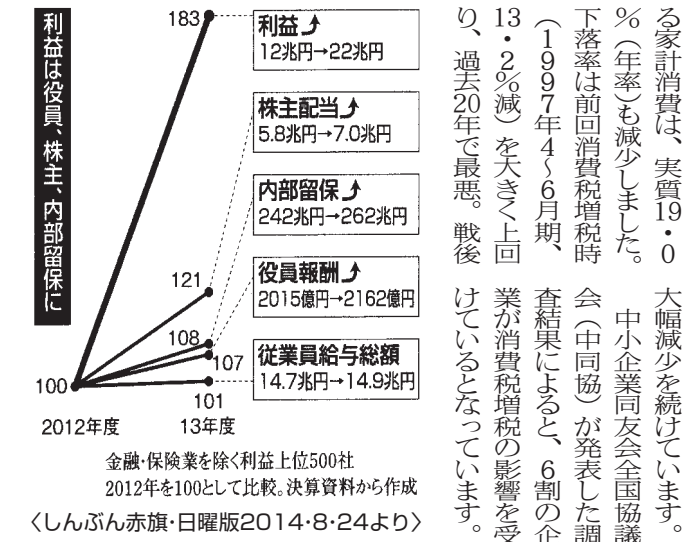 利益は役員、株主、内部留保に
183
利益
12兆円→22兆円
株主配当
5.8兆円→7.0兆円
内部留保
242兆円→262兆円
役員報酬
2015億円→2162億円
従業員給与総額
14.7兆円→14.9兆円
121
108
107
101
100
2012年度
13年度
金融・保険業を除く利益上位500社
2012年を100として比較。決算資料から作成
〈しんぶん赤旗・日曜版2014・8・24より〉
る家計消費は、実質19・0
％（年率）も減少しました。
下落率は前回消費税増税時
（1997年4〜6月期、
13・2％減）を大きく上回
り、過去20年で最悪。戦後
大幅減少を続けています。
中小企業同友会全国協議
会（中同協）が発表した調
査結果によると、6割の企
業が消費税増税の影響を受
けているとなっています。